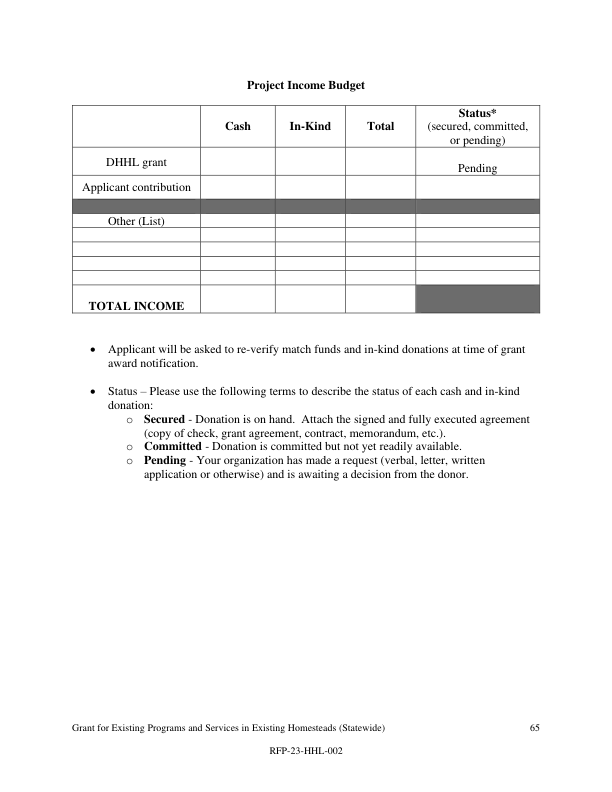 Project Income Budget
Cash In-Kind Total Status*
(secured, committed,
or pending)
DHHL grant Pending
Applicant contribution
Other (List)
TOTAL INCOME
• Applicant will be asked to re-verify match funds and in-kind donations at time of grant
award notification.
• Status – Please use the following terms to describe the status of each cash and in-kind
donation:
o Secured - Donation is on hand. Attach the signed and fully executed agreement
(copy of check, grant agreement, contract, memorandum, etc.).
o Committed - Donation is committed but not yet readily available.
o Pending - Your organization has made a request (verbal, letter, written
application or otherwise) and is awaiting a decision from the donor.
Grant for Existing Programs and Services in Existing Homesteads (Statewide) 65
RFP-23-HHL-002